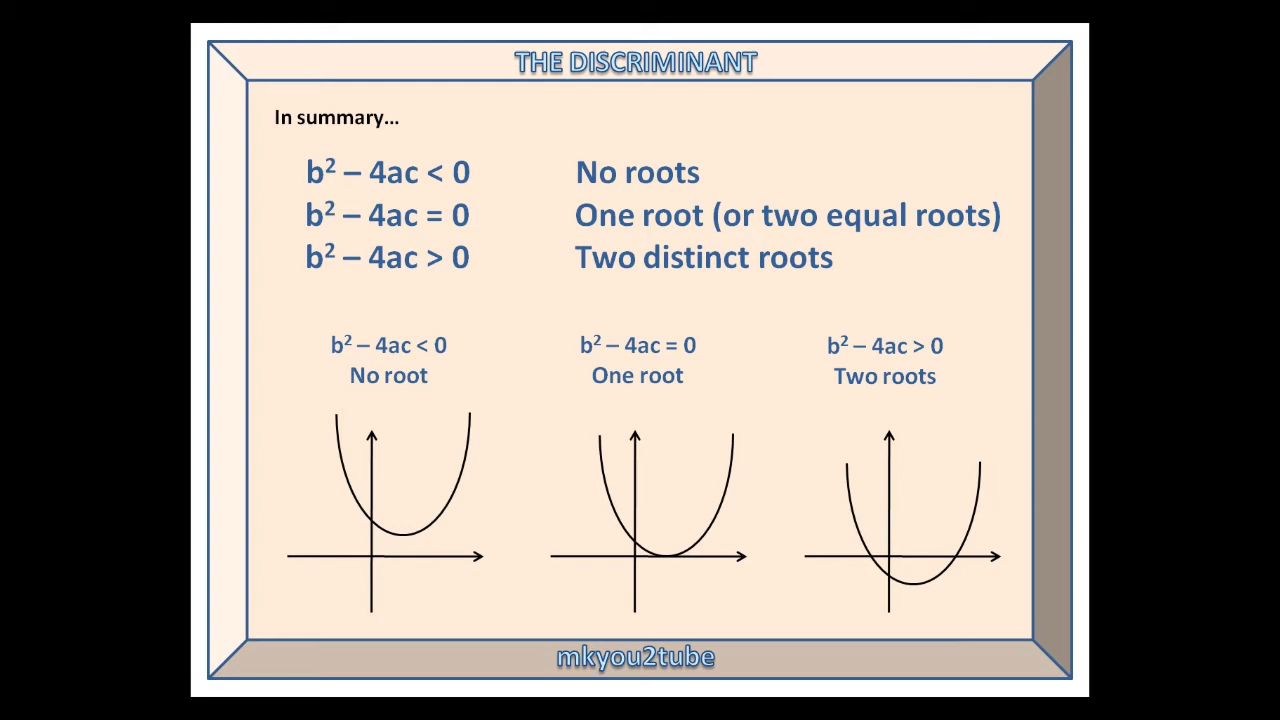 THE DISCRIMINANT
In summary...
b² – 4ac < 0 No roots
b² – 4ac = 0 One root (or two equal roots)
b² – 4ac > 0 Two distinct roots
b² – 4ac < 0 b² – 4ac = 0 b² – 4ac > 0
No root One root Two roots
mkyou2tube